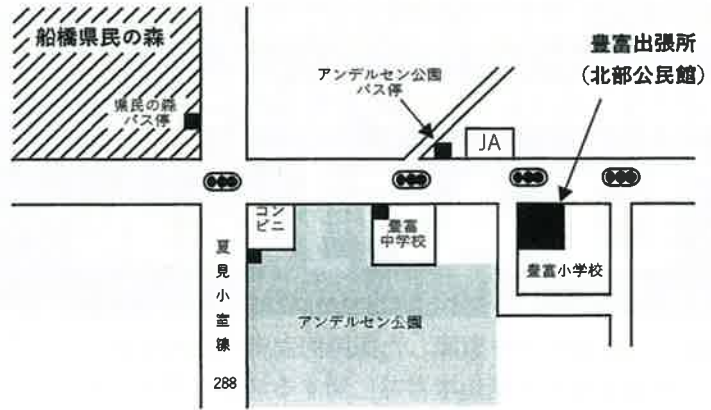 船橋県民の森
県民の森
バス停
アンデルセン公園
バス停
JA
豊富出張所
(北部公民館)
コン
ビニ
豊富
中学校
豊富小学校
アンデルセン公園
夏見小室線
288